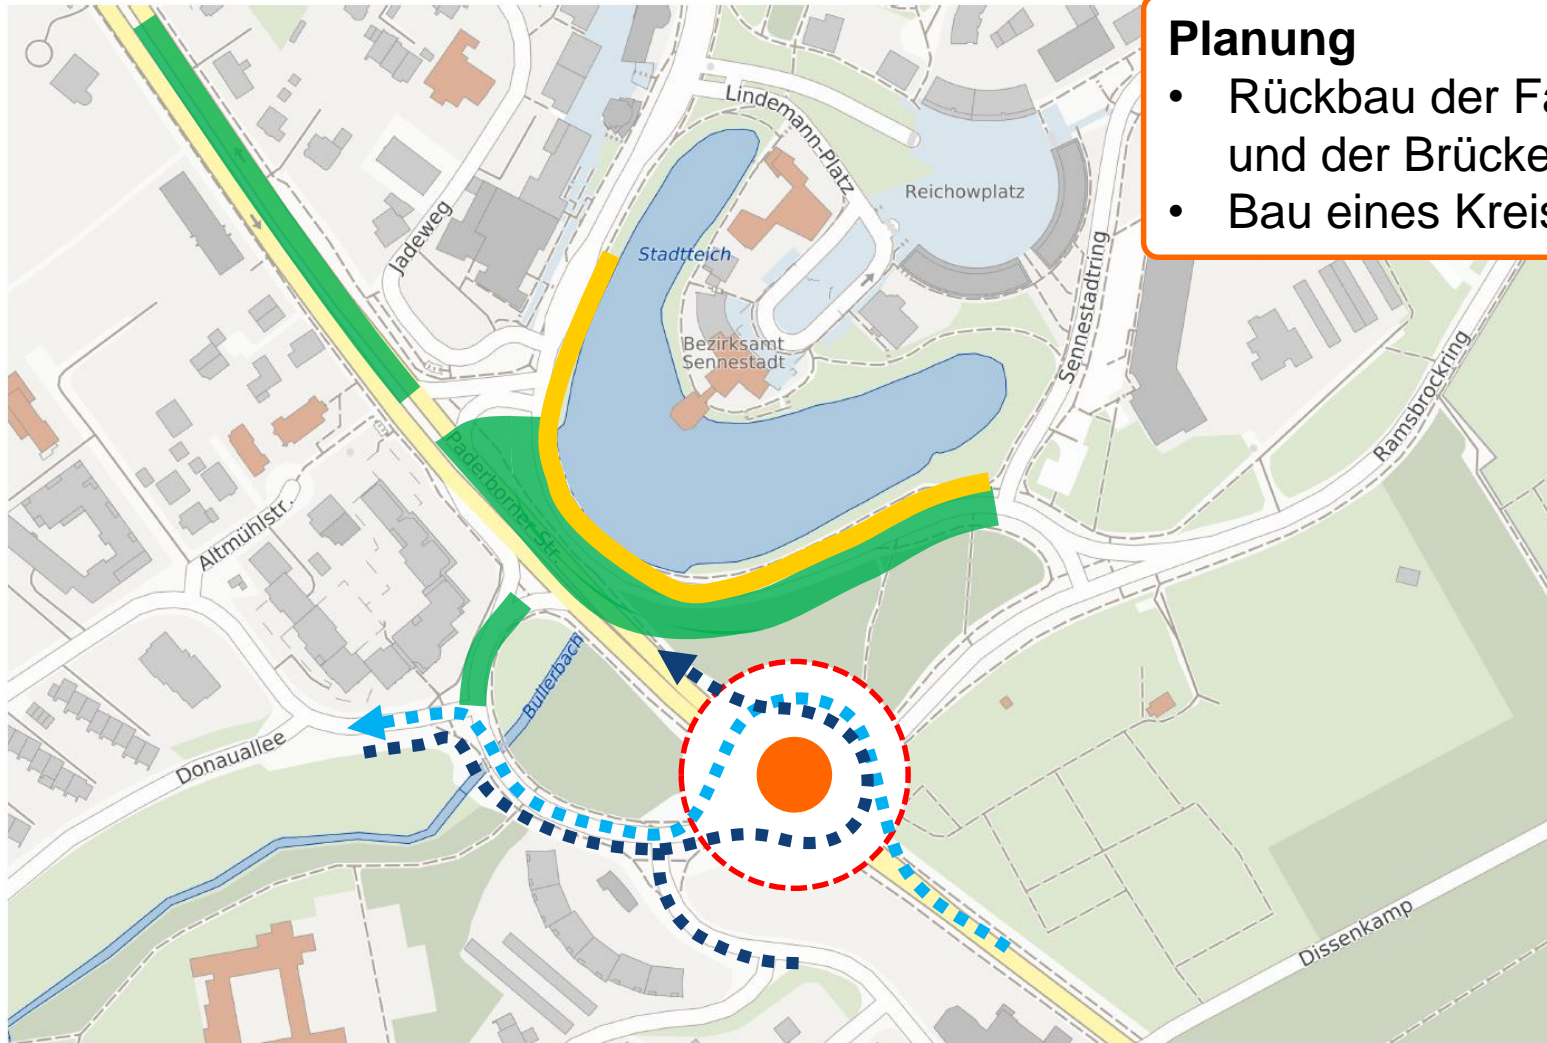 Planung
• Rückbau der Fa
und der Brücke
• Bau eines Kreis
Lindemann-Platz
Reichowplatz
Jadeweg
Stadtteich
Sennestadtring
Bezirksamt
Sennestadt
Ramsbrockring
Paderborner Str.
Altmühlstr.
Bullerbach
Donauallee
Dissenkamp